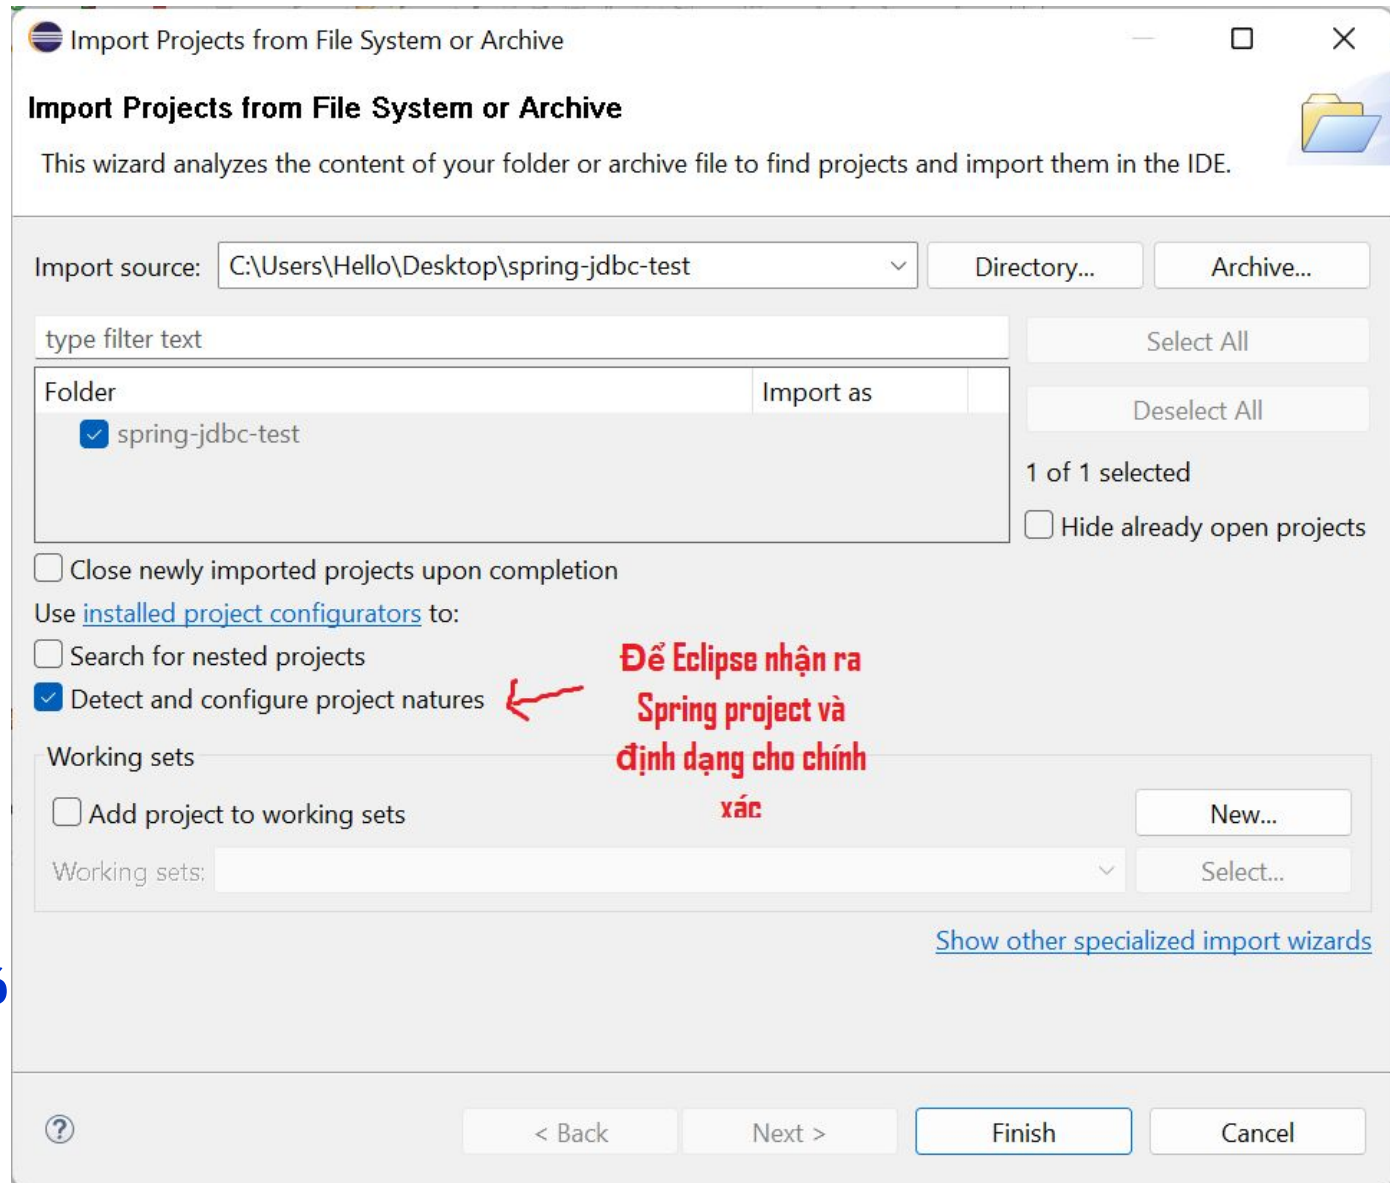 Import Projects from File System or Archive
Import Projects from File System or Archive
This wizard analyzes the content of your folder or archive file to find projects and import them in the IDE.
Import source: C:\Users\Hello\Desktop\spring-jdbc-test Directory... Archive...
type filter text Select All
Folder Import as
Deselect All
spring-jdbc-test
1 of 1 selected
Hide already open projects
Close newly imported projects upon completion
Use installed project configurators to:
Search for nested projects
Detect and configure project natures
Để Eclipse nhận ra
Spring project và
định dạng cho chính
xác
Working sets
Add project to working sets New...
Working sets: Select...
Show other specialized import wizards
? < Back Next > Finish Cancel